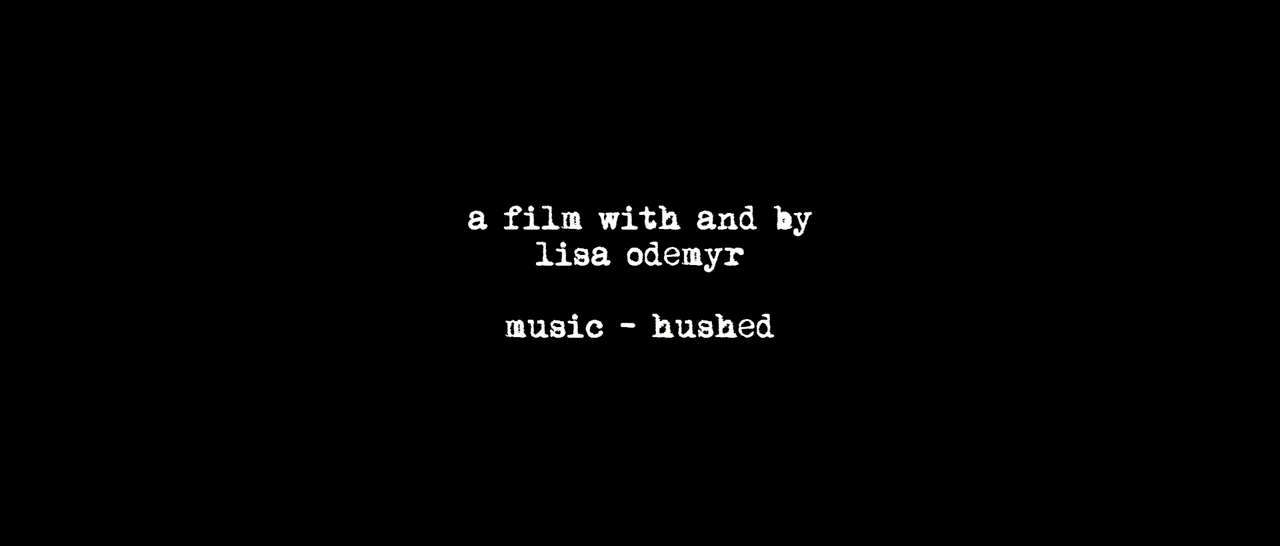 a film with and by
lisa odemyr
music - hushed